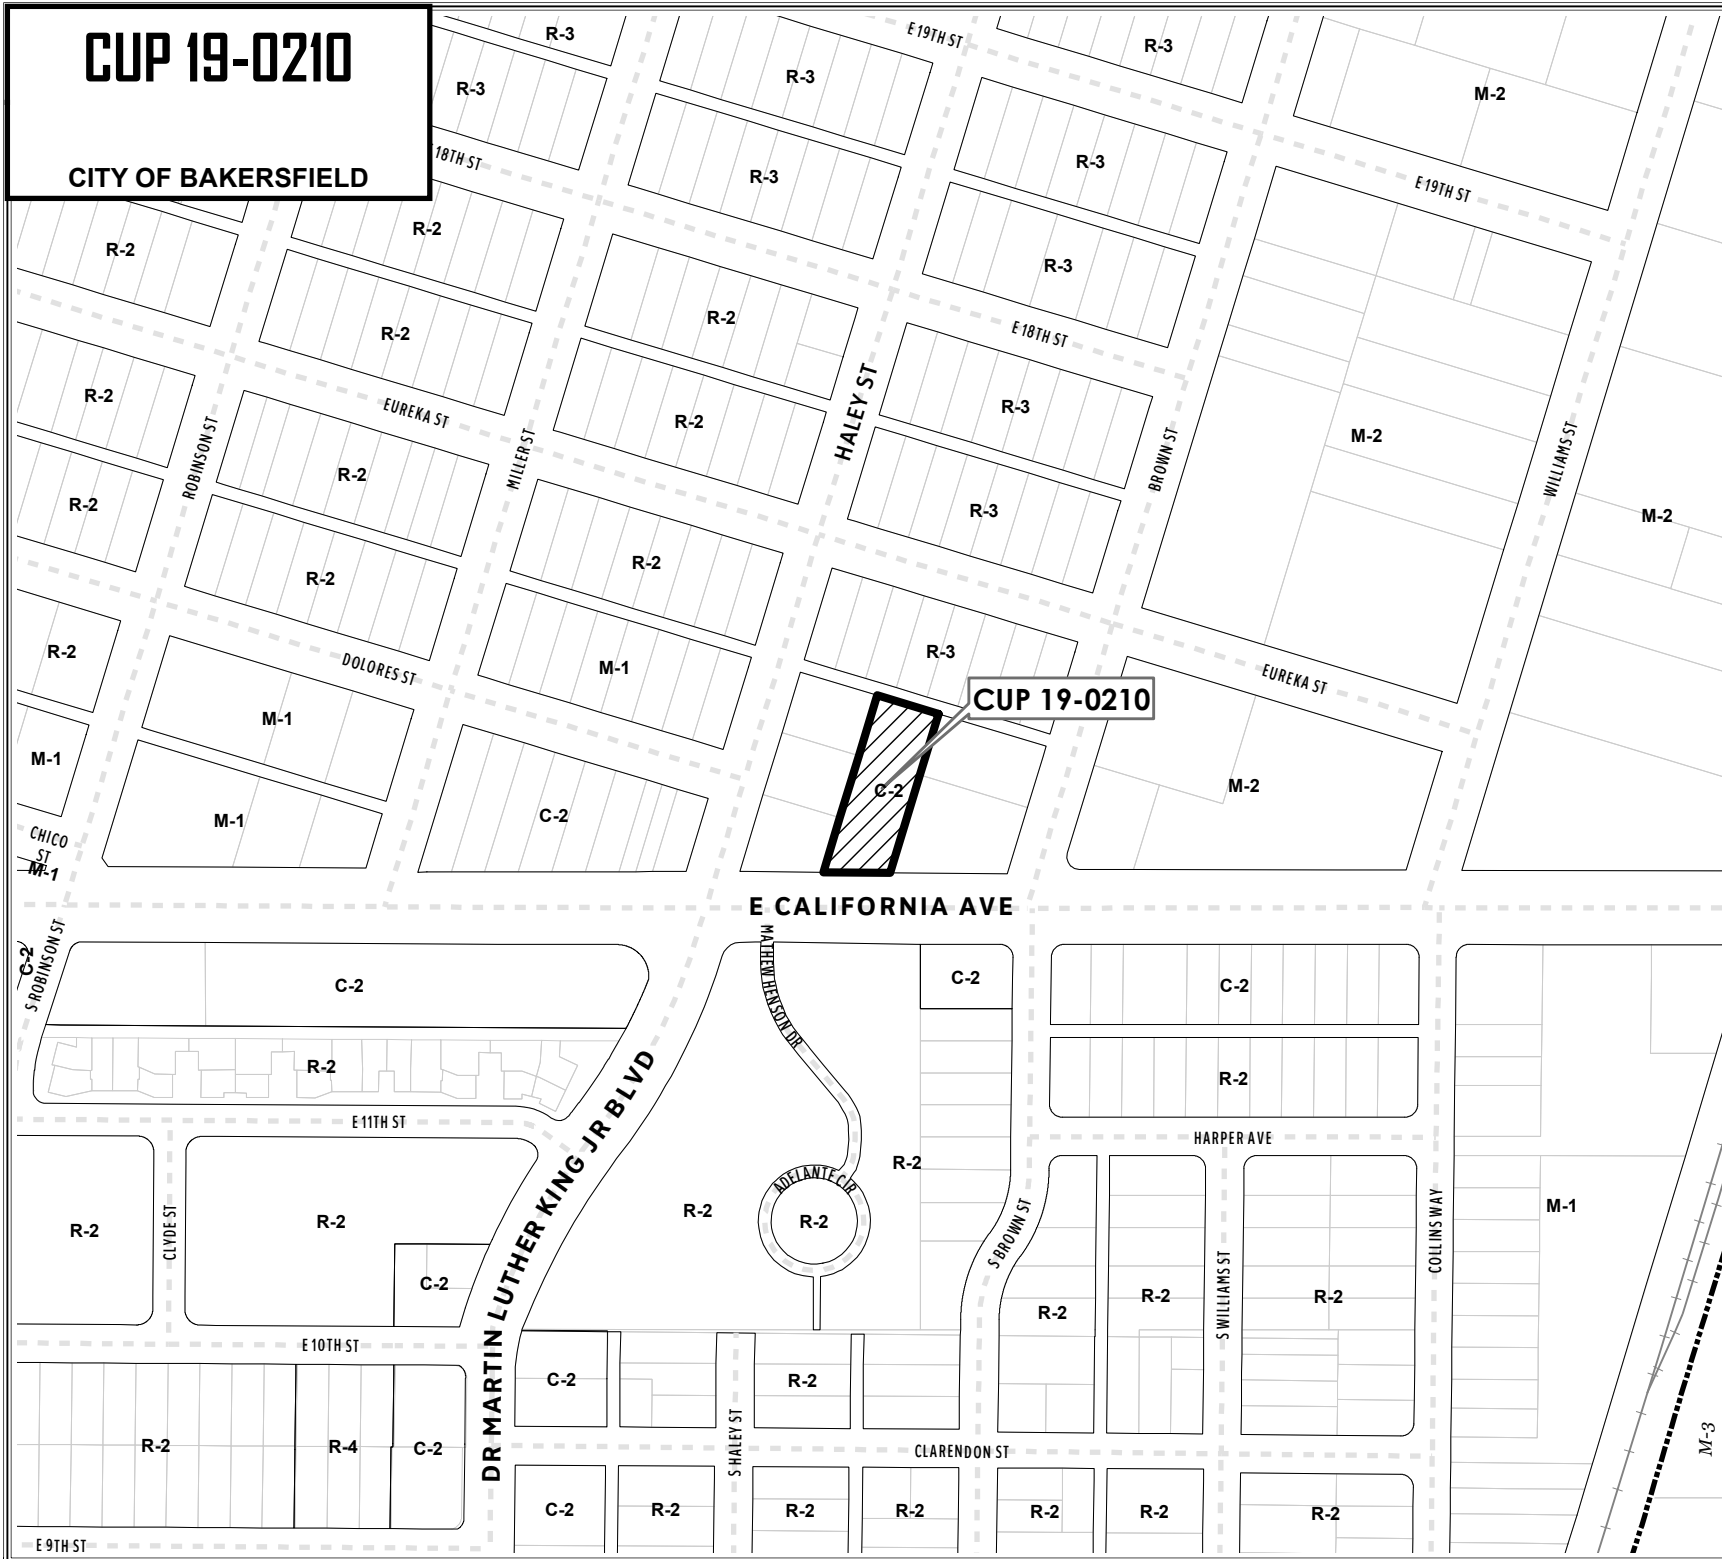 CUP 19-0210
CITY OF BAKERSFIELD
R-3
E 19TH ST
R-3
R-3
R-3
M-2
18TH ST
R-3
R-3
E 19TH ST
R-2
R-2
R-3
R-2
R-2
E 18TH ST
R-2
EUREKA ST
HALEY ST
R-3
R-2
M-2
ROBINSON ST
MILLER ST
BROWN ST
WILLIAMS ST
R-2
R-2
R-3
M-2
R-2
R-2
R-2
DOLORES ST
M-1
R-3
EUREKA ST
CUP 19-0210
M-1
M-1
C-2
M-2
M-1
C-2
CHICO
ST
M-1
E CALIFORNIA AVE
C-2
S ROBINSON ST
C-2
MATHEW HENSON DR
C-2
C-2
R-2
DR MARTIN LUTHER KING JR BLVD
R-2
E 11TH ST
HARPER AVE
R-2
ADELANTE CIR
R-2
R-2
R-2
R-2
CLYDE ST
S BROWN ST
COLLINS WAY
M-1
C-2
R-2
R-2
S WILLIAMS ST
R-2
E 10TH ST
C-2
R-2
R-2
R-4
C-2
S HALEY ST
CLARENDON ST
M-3
C-2
R-2
R-2
R-2
R-2
R-2
R-2
E 9TH ST